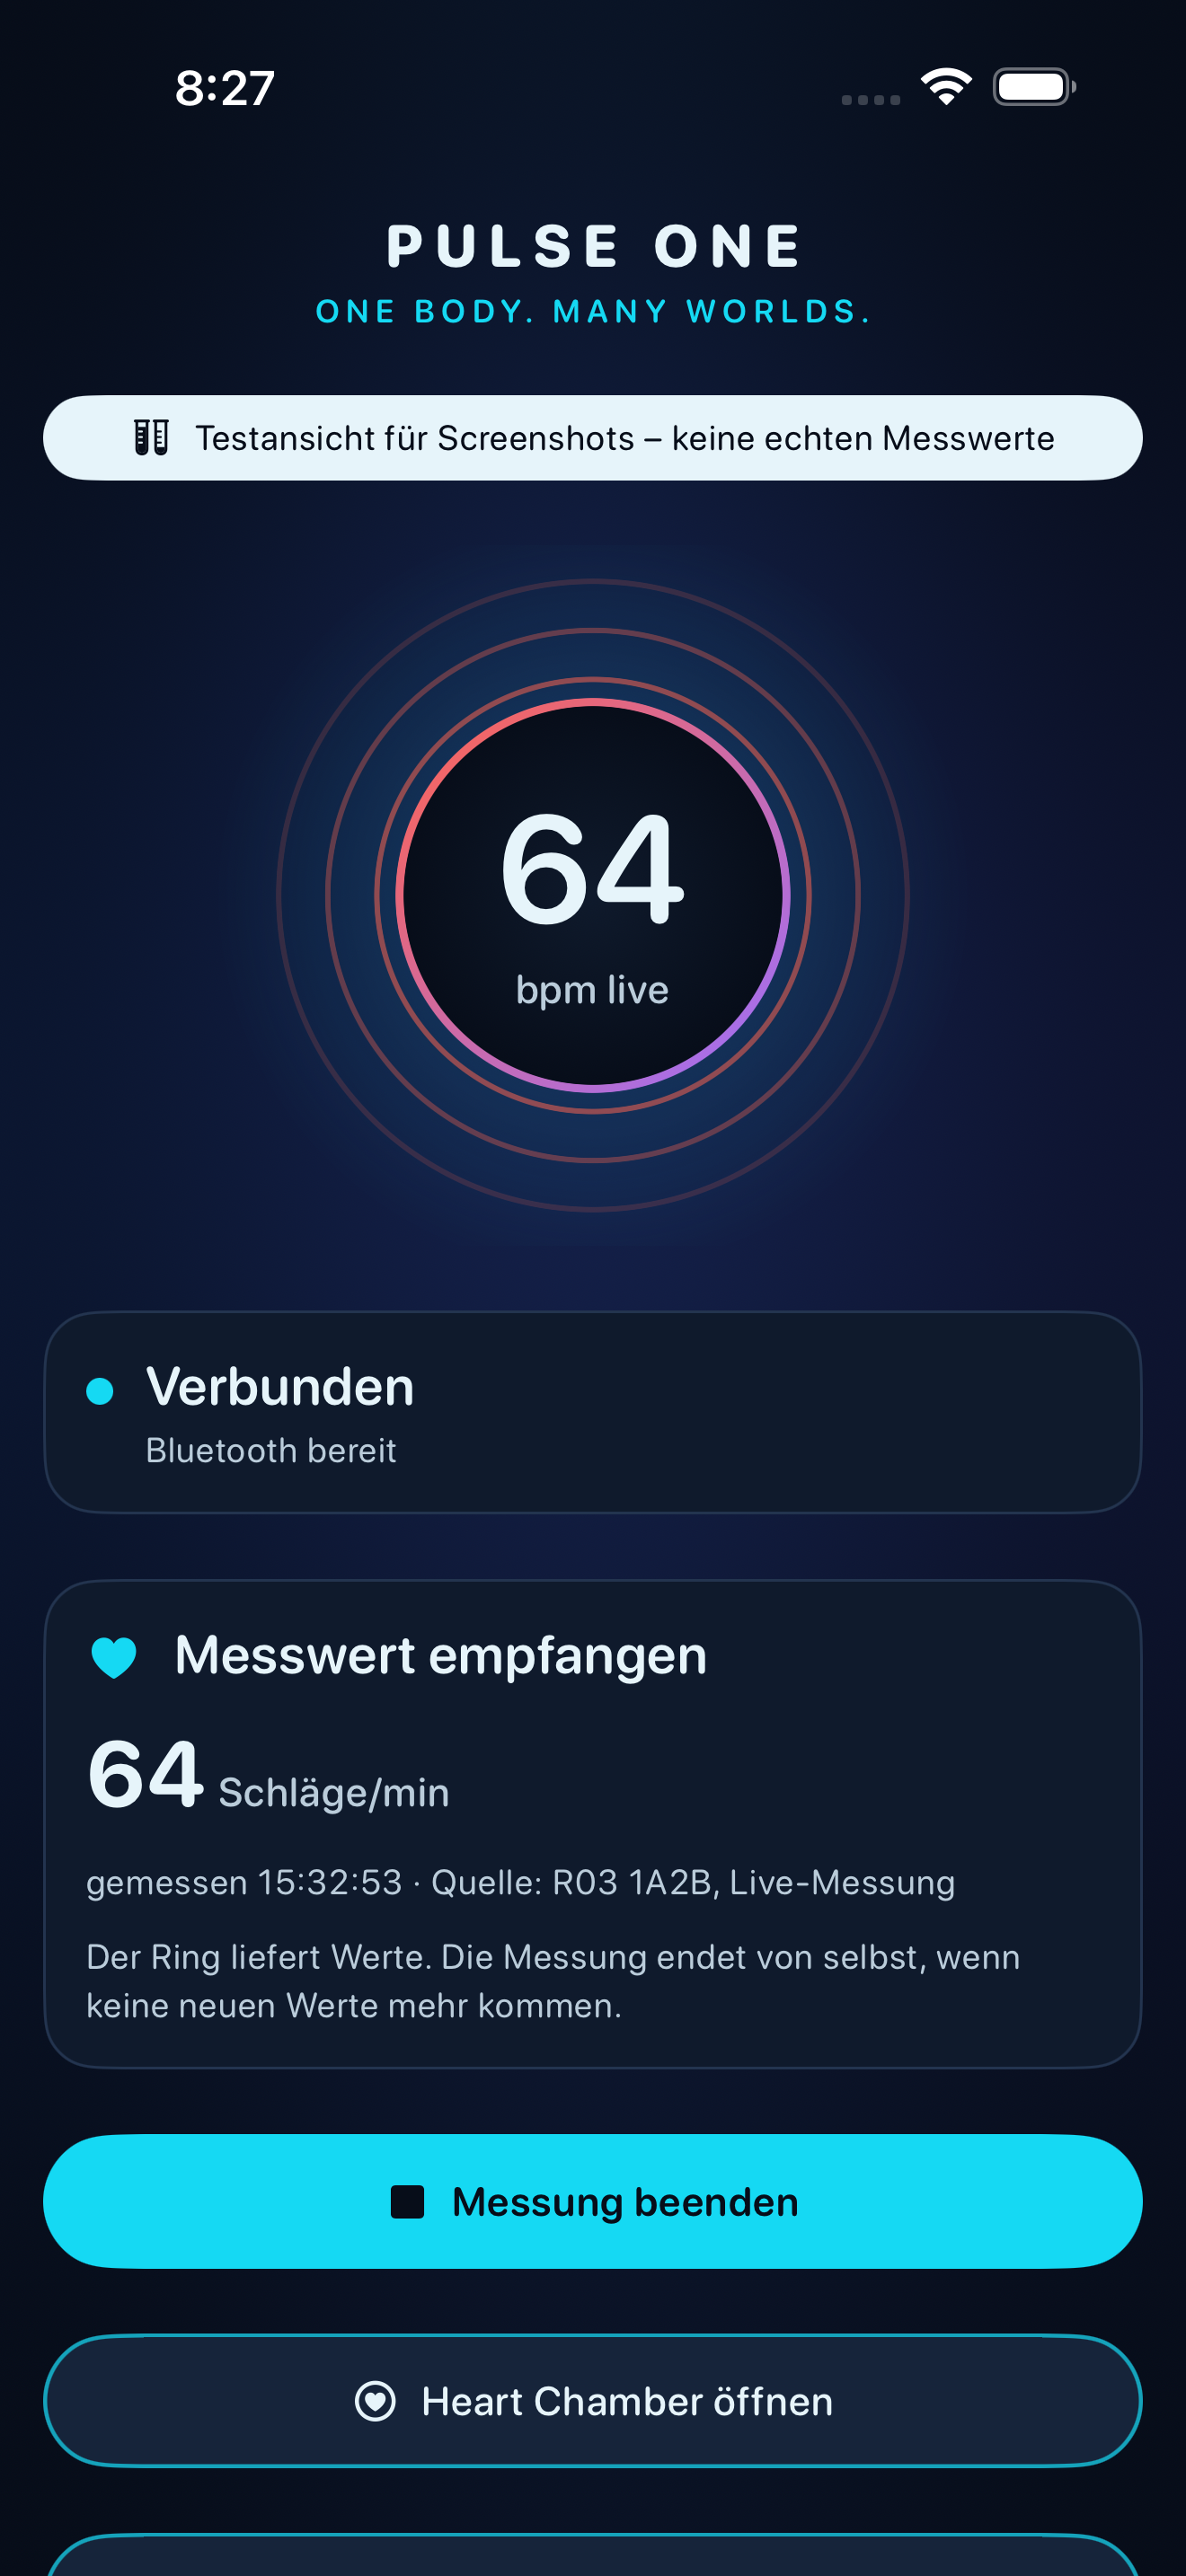 8:27
PULSE ONE
ONE BODY. MANY WORLDS.
Testansicht für Screenshots – keine echten Messwerte
64
bpm live
Verbunden
Bluetooth bereit
Messwert empfangen
64 Schläge/min
gemessen 15:32:53 · Quelle: R03 1A2B, Live-Messung
Der Ring liefert Werte. Die Messung endet von selbst, wenn
keine neuen Werte mehr kommen.
Messung beenden
Heart Chamber öffnen